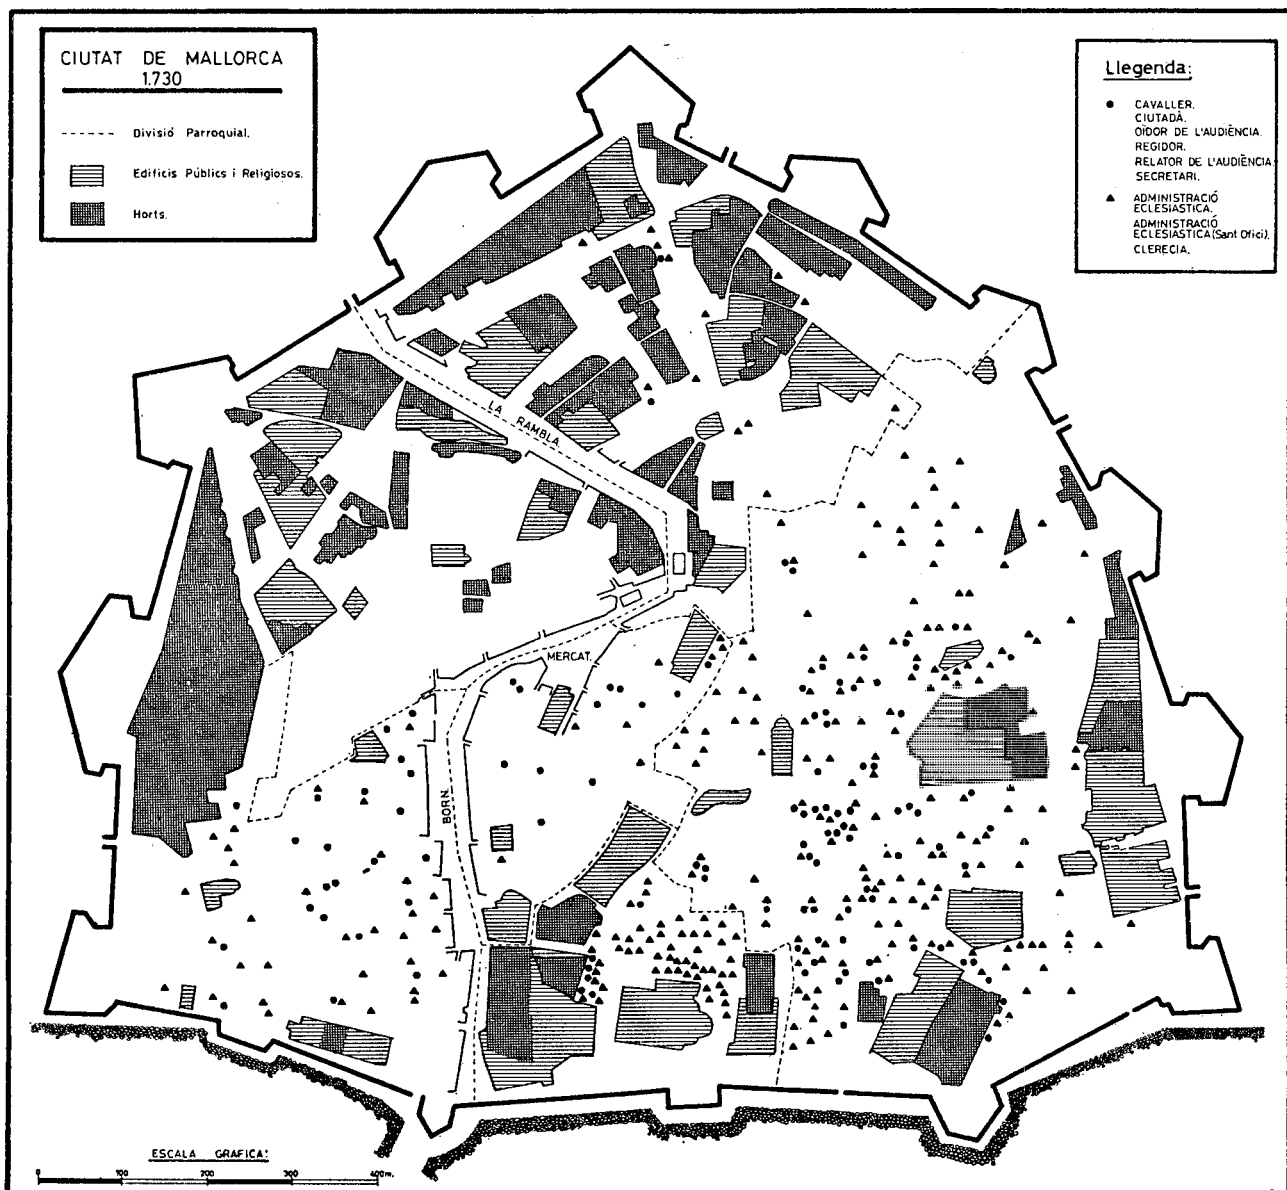 CIUTAT DE MALLORCA
1.730
Divisió Parroquial.
Edificis Públics i Religiosos.
Horts.
Llegenda:
CAVALLER.
CIUTADÀ.
OÏDOR DE L'AUDIÈNCIA.
REGIDOR.
RELATOR DE L'AUDIÈNCIA.
SECRETARI.
ADMINISTRACIÓ
ECLESIÀSTICA.
ADMINISTRACIÓ
ECLESIÀSTICA (Sant Ofici).
CLERECIA.
LA RAMBLA.
MERCAT.
BORN.
ESCALA GRAFICA:
0 100 200 300 400m.